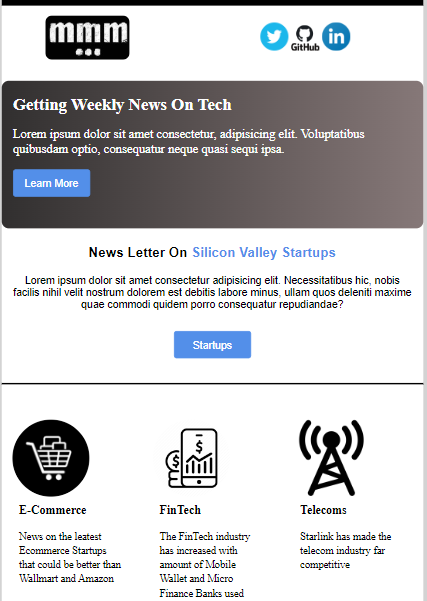 mmm
GitHub
Getting Weekly News On Tech
Lorem ipsum dolor sit amet consectetur, adipisicing elit. Voluptatibus
quibusdam optio, consequatur neque quasi sequi ipsa.
Learn More
News Letter On Silicon Valley Startups
Lorem ipsum dolor sit amet consectetur adipisicing elit. Necessitatibus hic, nobis
facilis nihil velit nostrum dolorem est debitis labore minus, ullam quos deleniti maxime
quae commodi quidem porro consequatur repudiandae?
Startups
E-Commerce
News on the leatest
Ecommerce Startups
that could be better than
Wallmart and Amazon
FinTech
The FinTech industry
has increased with
amount of Mobile
Wallet and Micro
Finance Banks used
Telecoms
Starlink has made the
telecom industry far
competitive